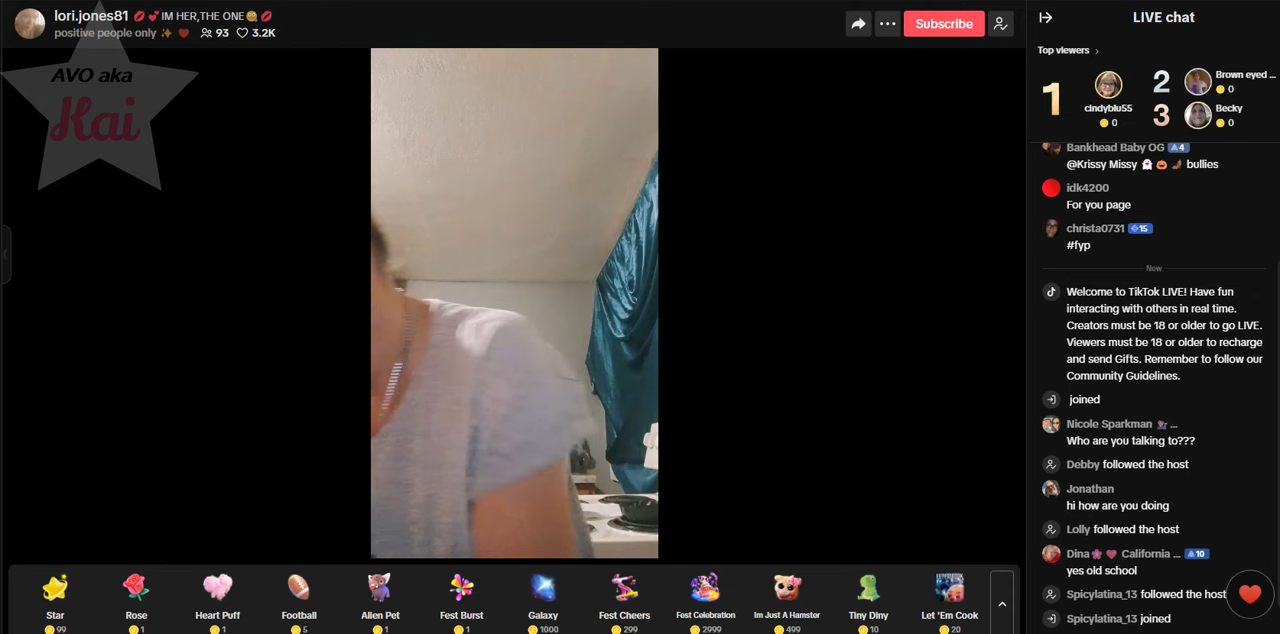 lori.jones81 💋💕IM HER,THE ONE🤗💋
positive people only ✨ ❤️ 93 3.2K
Subscribe
AVO aka
Kai
LIVE chat
Top viewers >
1
cindyblu55
0
2
Brown eyed ...
0
3
Becky
0
Bankhead Baby OG 4
@Krissy Missy 👻 🎃 🍂 bullies
idk4200
For you page
christa0731 15
#fyp
New
Welcome to TikTok LIVE! Have fun
interacting with others in real time.
Creators must be 18 or older to go LIVE.
Viewers must be 18 or older to recharge
and send Gifts. Remember to follow our
Community Guidelines.
joined
Nicole Sparkman ...
Who are you talking to???
Debby followed the host
Jonathan
hi how are you doing
Lolly followed the host
Dina🌸 ❤️ California ... 10
yes old school
Spicylatina_13 followed the host
Spicylatina_13 joined
Star Rose Heart Puff Football Alien Pet Fest Burst Galaxy Fest Cheers Fest Celebration Im Just A Hamstor Tiny Diny Let 'Em Cook
99 1 1 5 1 1 1000 299 2999 499 10 20